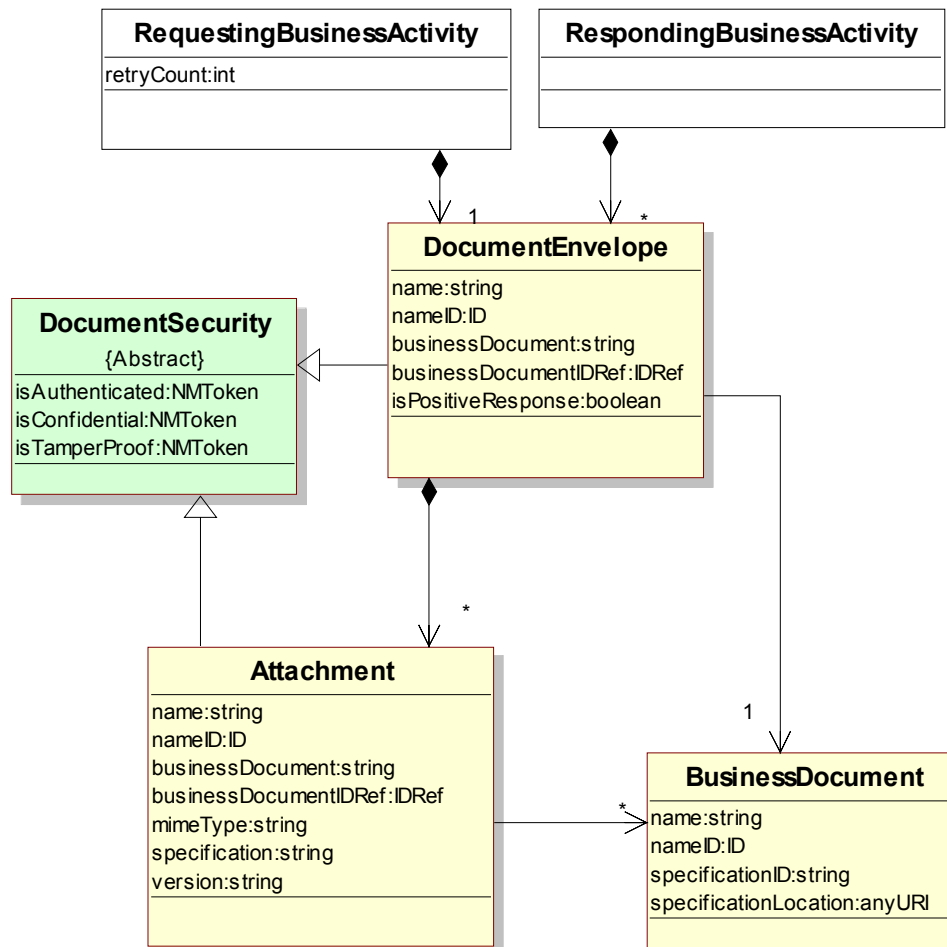 RequestingBusinessActivity
retryCount:int
RespondingBusinessActivity
1
*
DocumentEnvelope
name:string
nameID:ID
businessDocument:string
businessDocumentIDRef:IDRef
isPositiveResponse:boolean
DocumentSecurity
{Abstract}
isAuthenticated:NMToken
isConfidential:NMToken
isTamperProof:NMToken
*
Attachment
name:string
nameID:ID
businessDocument:string
businessDocumentIDRef:IDRef
mimeType:string
specification:string
version:string
1
*
BusinessDocument
name:string
nameID:ID
specificationID:string
specificationLocation:anyURI